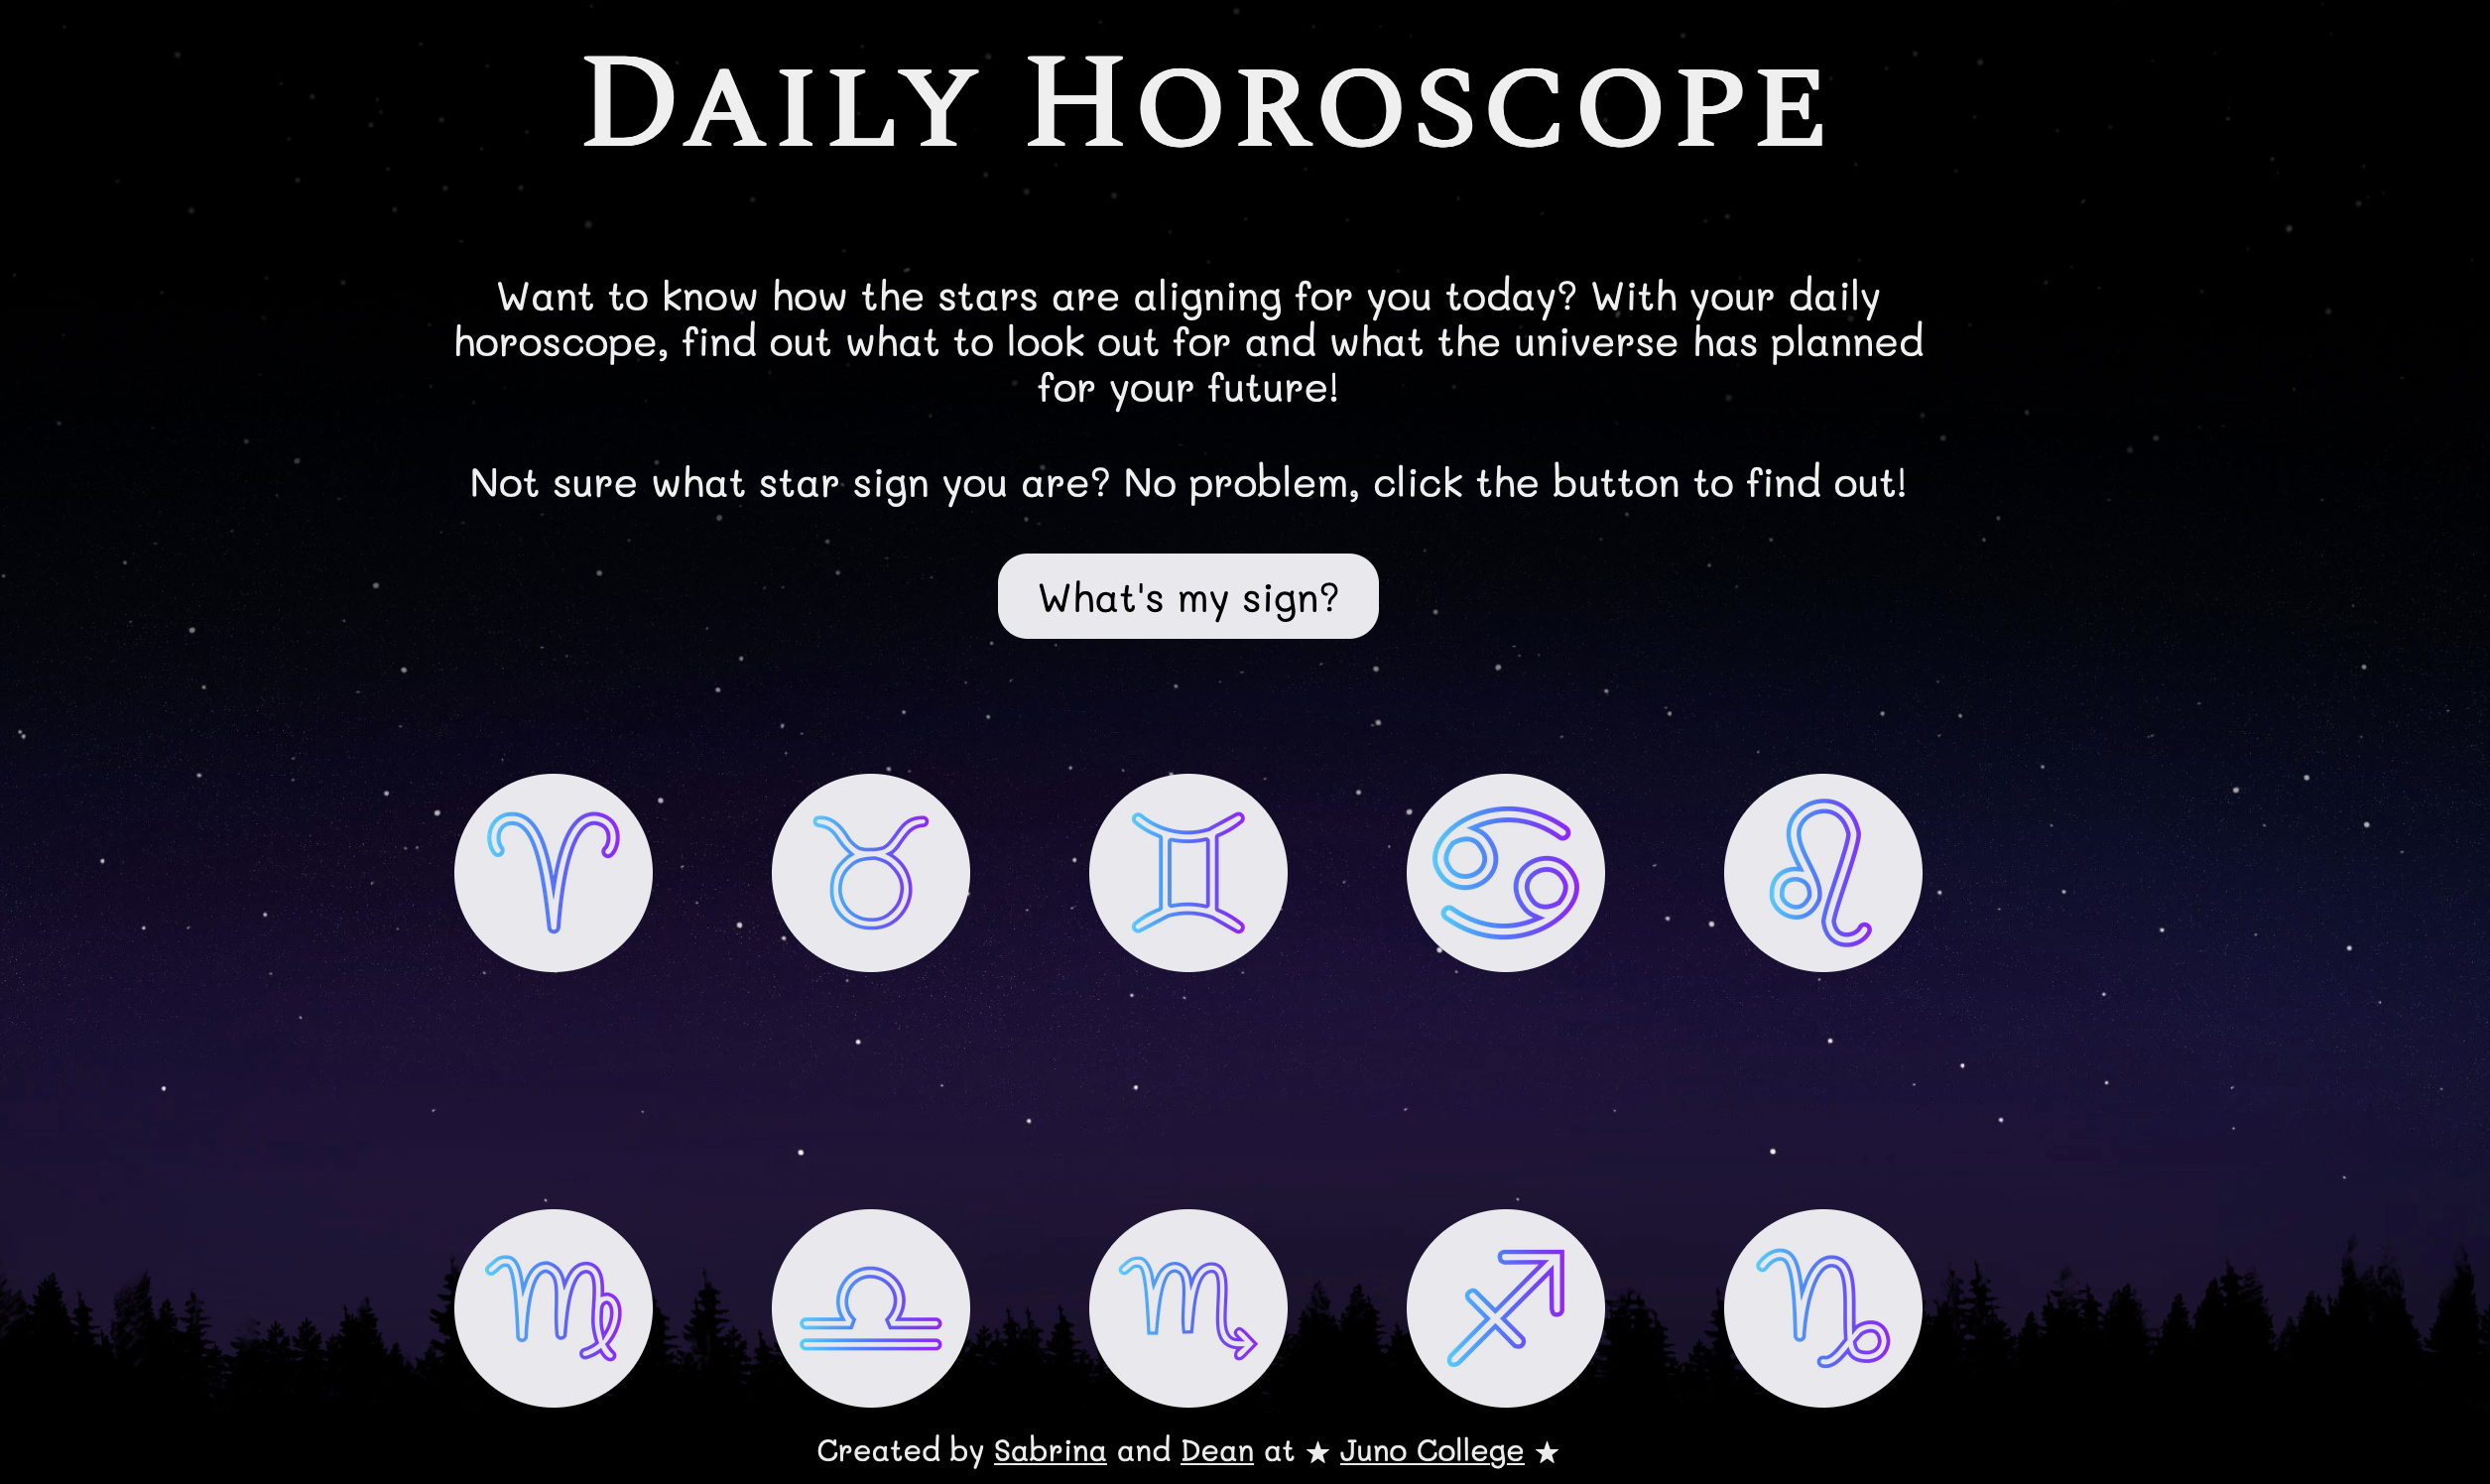 Daily Horoscope
Want to know how the stars are aligning for you today? With your daily
horoscope, find out what to look out for and what the universe has planned
for your future!
Not sure what star sign you are? No problem, click the button to find out!
What's my sign?
Created by Sabrina and Dean at ★ Juno College ★